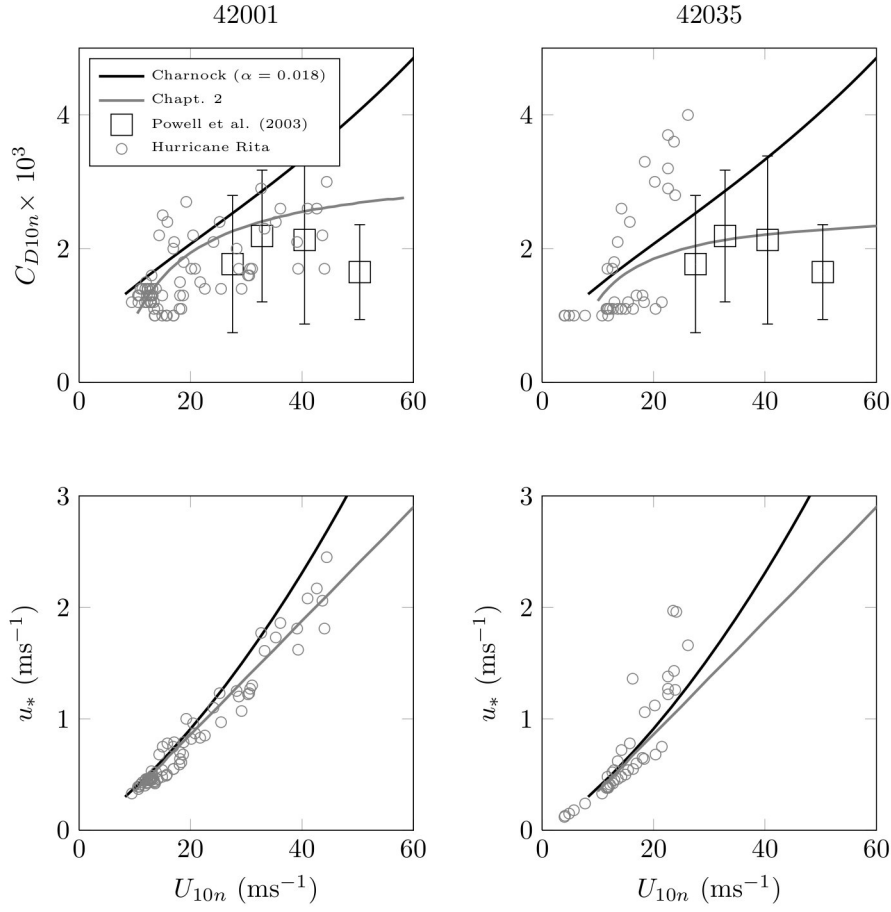 42001
42035
Charnock (α = 0.018)
Chapt. 2
Powell et al. (2003)
Hurricane Rita
C_{D10n} × 10^3
4
2
0
0 20 40 60
4
2
0
0 20 40 60
u_* (ms^{−1})
3
2
1
0
0 20 40 60
U_{10n} (ms^{−1})
u_* (ms^{−1})
3
2
1
0
0 20 40 60
U_{10n} (ms^{−1})